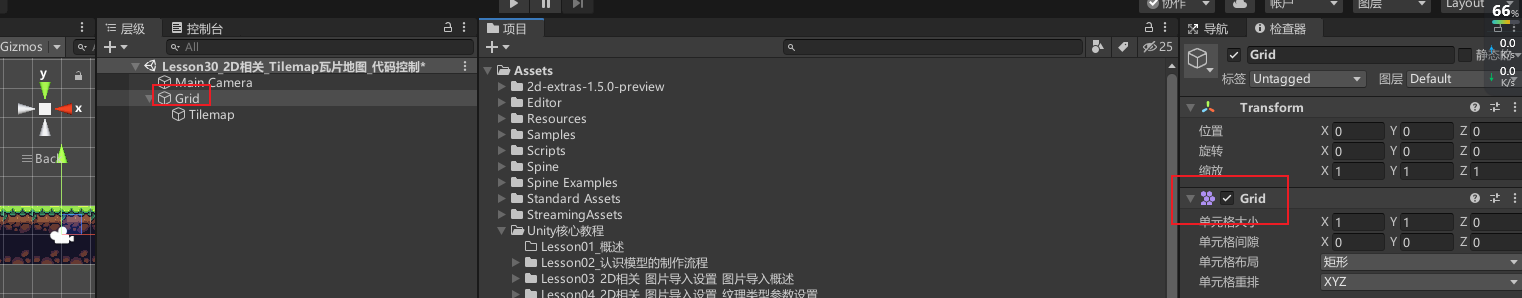 协作 帐户 图层 Layout
66%
层级 控制台 项目 导航 检查器
Gizmos All 25 Grid
标签 Untagged 图层 Default
0.0
K/s
0.0
K/s
y
x
Back
Lesson30_2D相关_Tilemap瓦片地图_代码控制*
Main Camera
Grid
Tilemap
Assets
2d-extras-1.5.0-preview
Editor
Resources
Samples
Scripts
Spine
Spine Examples
Standard Assets
StreamingAssets
Unity核心教程
Lesson01_概述
Lesson02_认识模型的制作流程
Lesson03_2D相关_图片导入设置_图片导入概述
Lesson04_2D相关_图片导入设置_纹理类型参数设置
Transform
位置 X 0 Y 0 Z 0
旋转 X 0 Y 0 Z 0
缩放 X 1 Y 1 Z 1
Grid
单元格大小 X 1 Y 1 Z 0
单元格间隙 X 0 Y 0 Z 0
单元格布局 矩形
单元格重排 XYZ